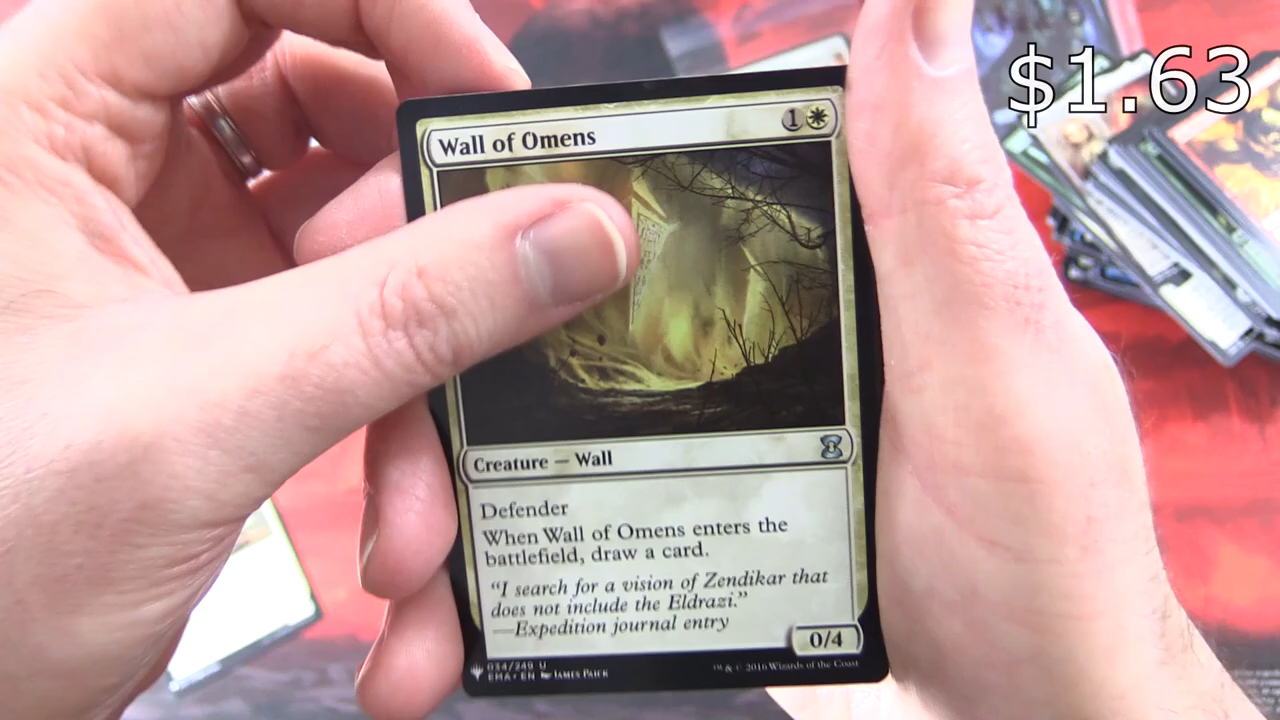 $1.63
Wall of Omens 1
Creature — Wall
Defender
When Wall of Omens enters the
battlefield, draw a card.
"I search for a vision of Zendikar that
does not include the Eldrazi."
—Expedition journal entry
0/4
034/249 U
EMA • EN James Paick
™ & © 2016 Wizards of the Coast